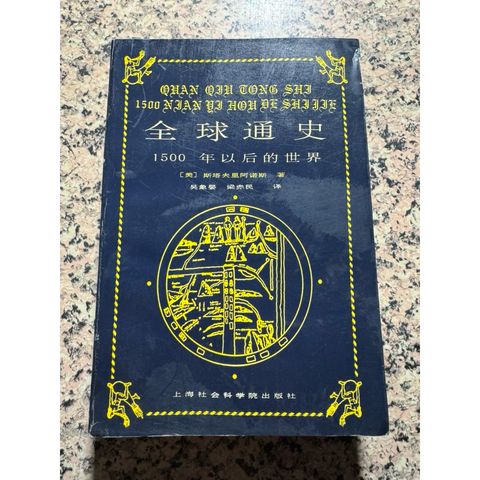 QUAN QIU TONG SHI
1500 NIAN YI HOU DE SHIJIE
全球通史
1500 年以后的世界
〔美〕斯塔夫里阿诺斯 著
吴象婴 梁赤民 译
上海社会科学院出版社